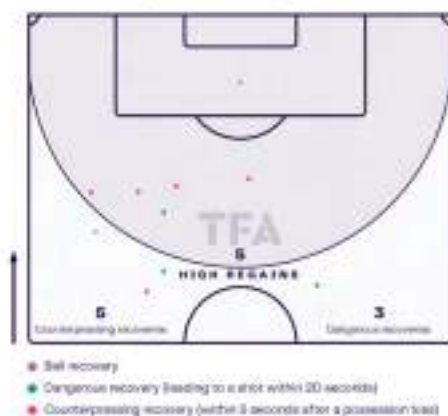 TFA
6
HIGH REGAINS
5
Counterpressing recoveries
3
Dangerous recoveries
Ball recovery
Dangerous recovery (leading to a shot within 20 seconds)
Counterpressing recovery (within 5 seconds after a possession loss)